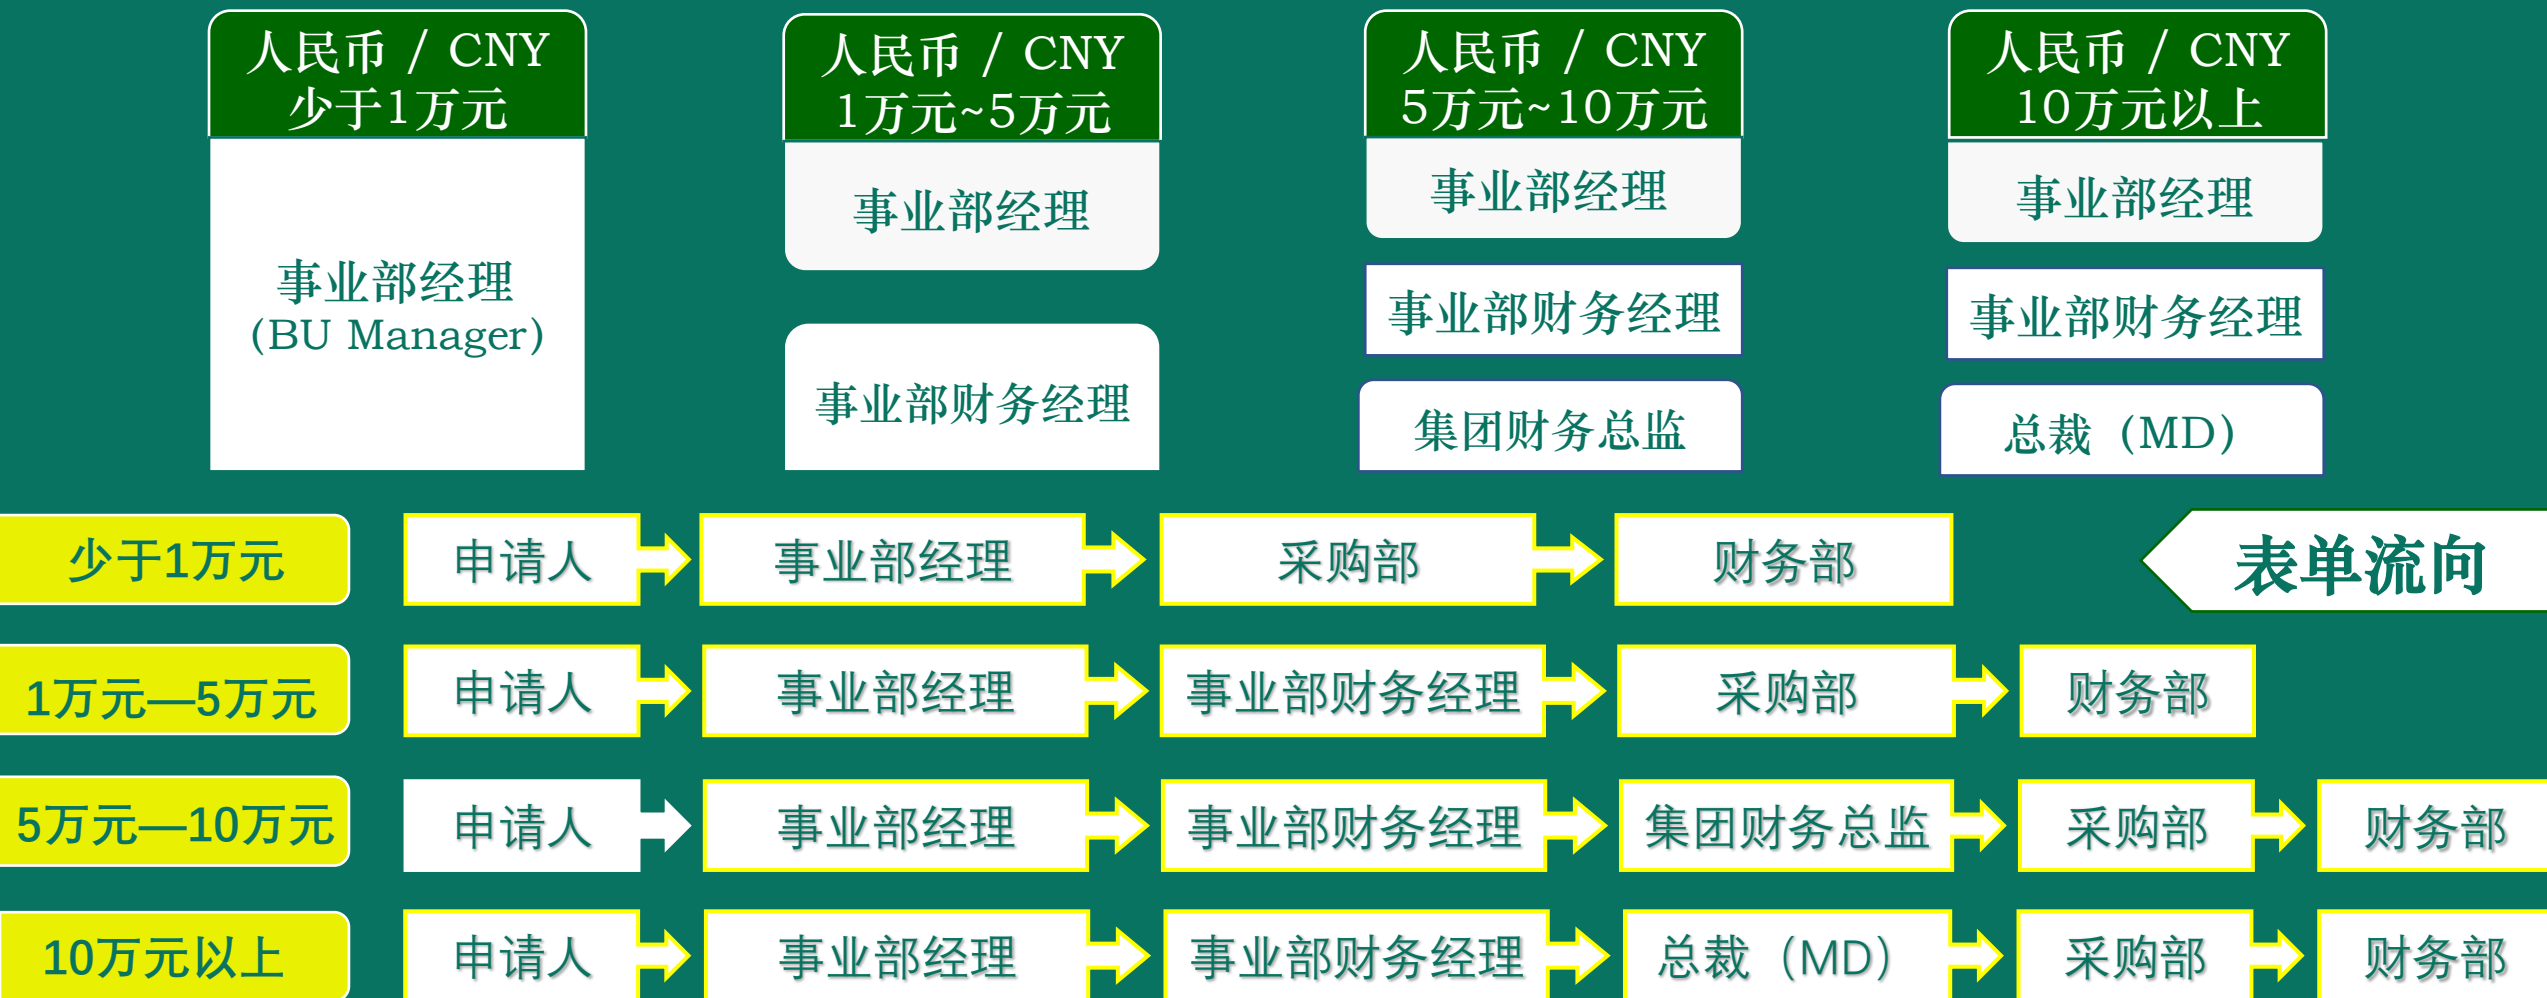 人民币 / CNY
少于1万元
事业部经理
(BU Manager)
人民币 / CNY
1万元~5万元
事业部经理
事业部财务经理
人民币 / CNY
5万元~10万元
事业部经理
事业部财务经理
集团财务总监
人民币 / CNY
10万元以上
事业部经理
事业部财务经理
总裁（MD）
表单流向
少于1万元
申请人
事业部经理
采购部
财务部
1万元—5万元
申请人
事业部经理
事业部财务经理
采购部
财务部
5万元—10万元
申请人
事业部经理
事业部财务经理
集团财务总监
采购部
财务部
10万元以上
申请人
事业部经理
事业部财务经理
总裁（MD）
采购部
财务部